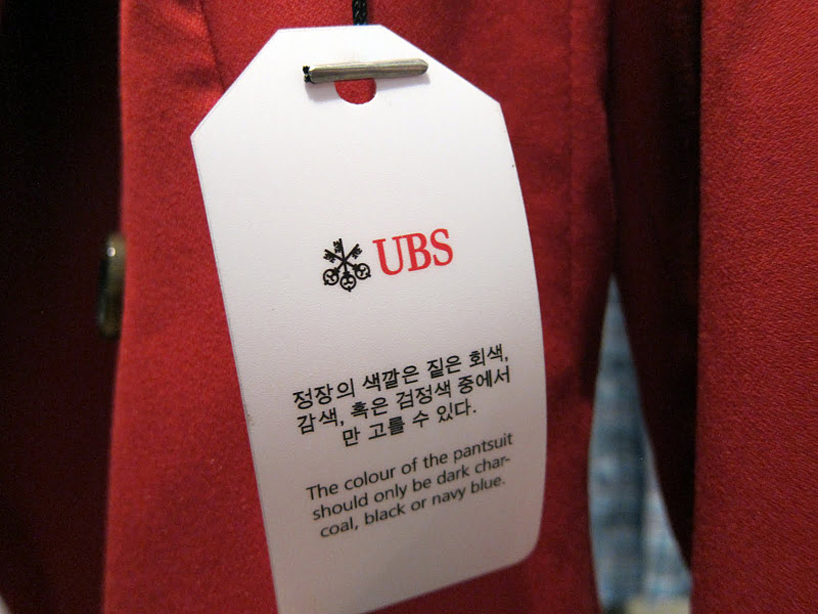 UBS
정장의 색깔은 짙은 회색,
감색, 혹은 검정색 중에서
만 고를 수 있다.
The colour of the pantsuit
should only be dark char-
coal, black or navy blue.